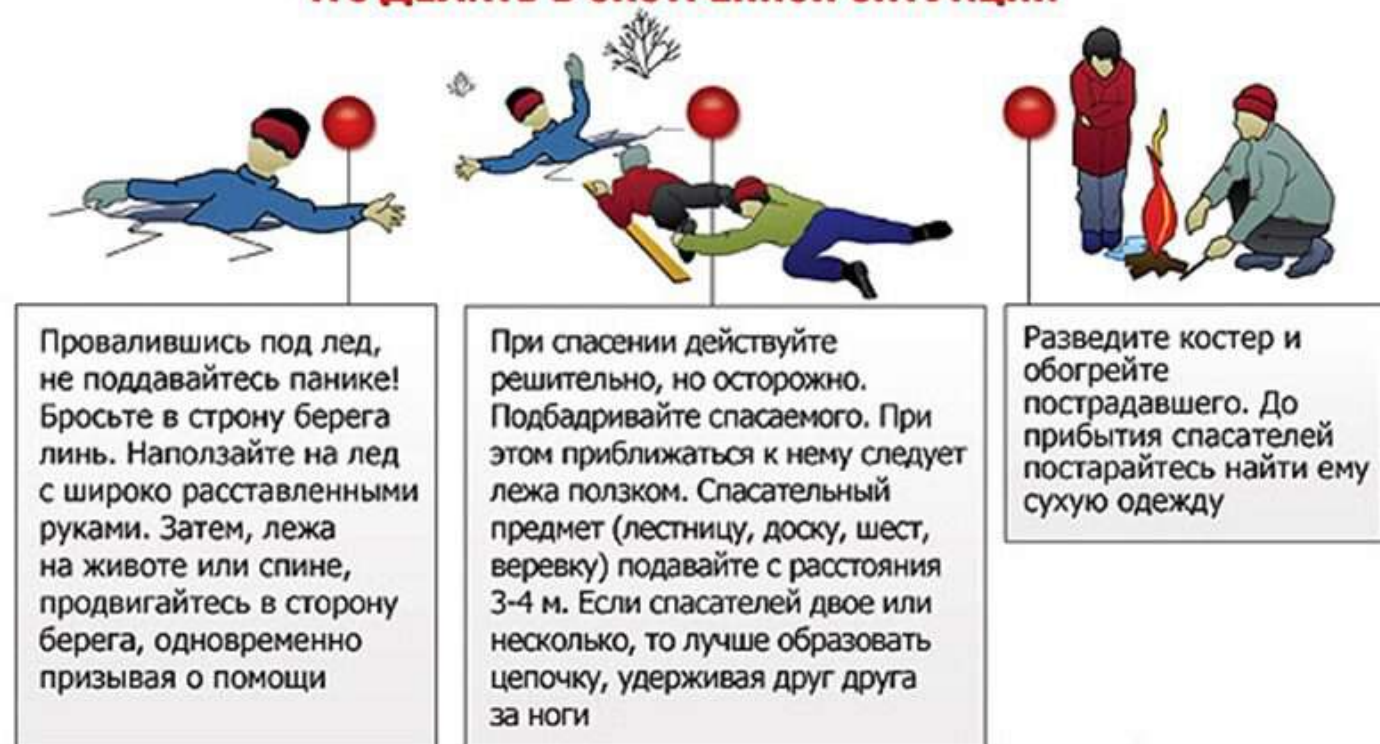 Провалившись под лед,
не поддавайтесь панике!
Бросьте в строну берега
линь. Наползайте на лед
с широко расставленными
руками. Затем, лежа
на животе или спине,
продвигайтесь в сторону
берега, одновременно
призывая о помощи
При спасении действуйте
решительно, но осторожно.
Подбадривайте спасаемого. При
этом приближаться к нему следует
лежа ползком. Спасательный
предмет (лестницу, доску, шест,
веревку) подавайте с расстояния
3-4 м. Если спасателей двое или
несколько, то лучше образовать
цепочку, удерживая друг друга
за ноги
Разведите костер и
обогрейте
пострадавшего. До
прибытия спасателей
постарайтесь найти ему
сухую одежду